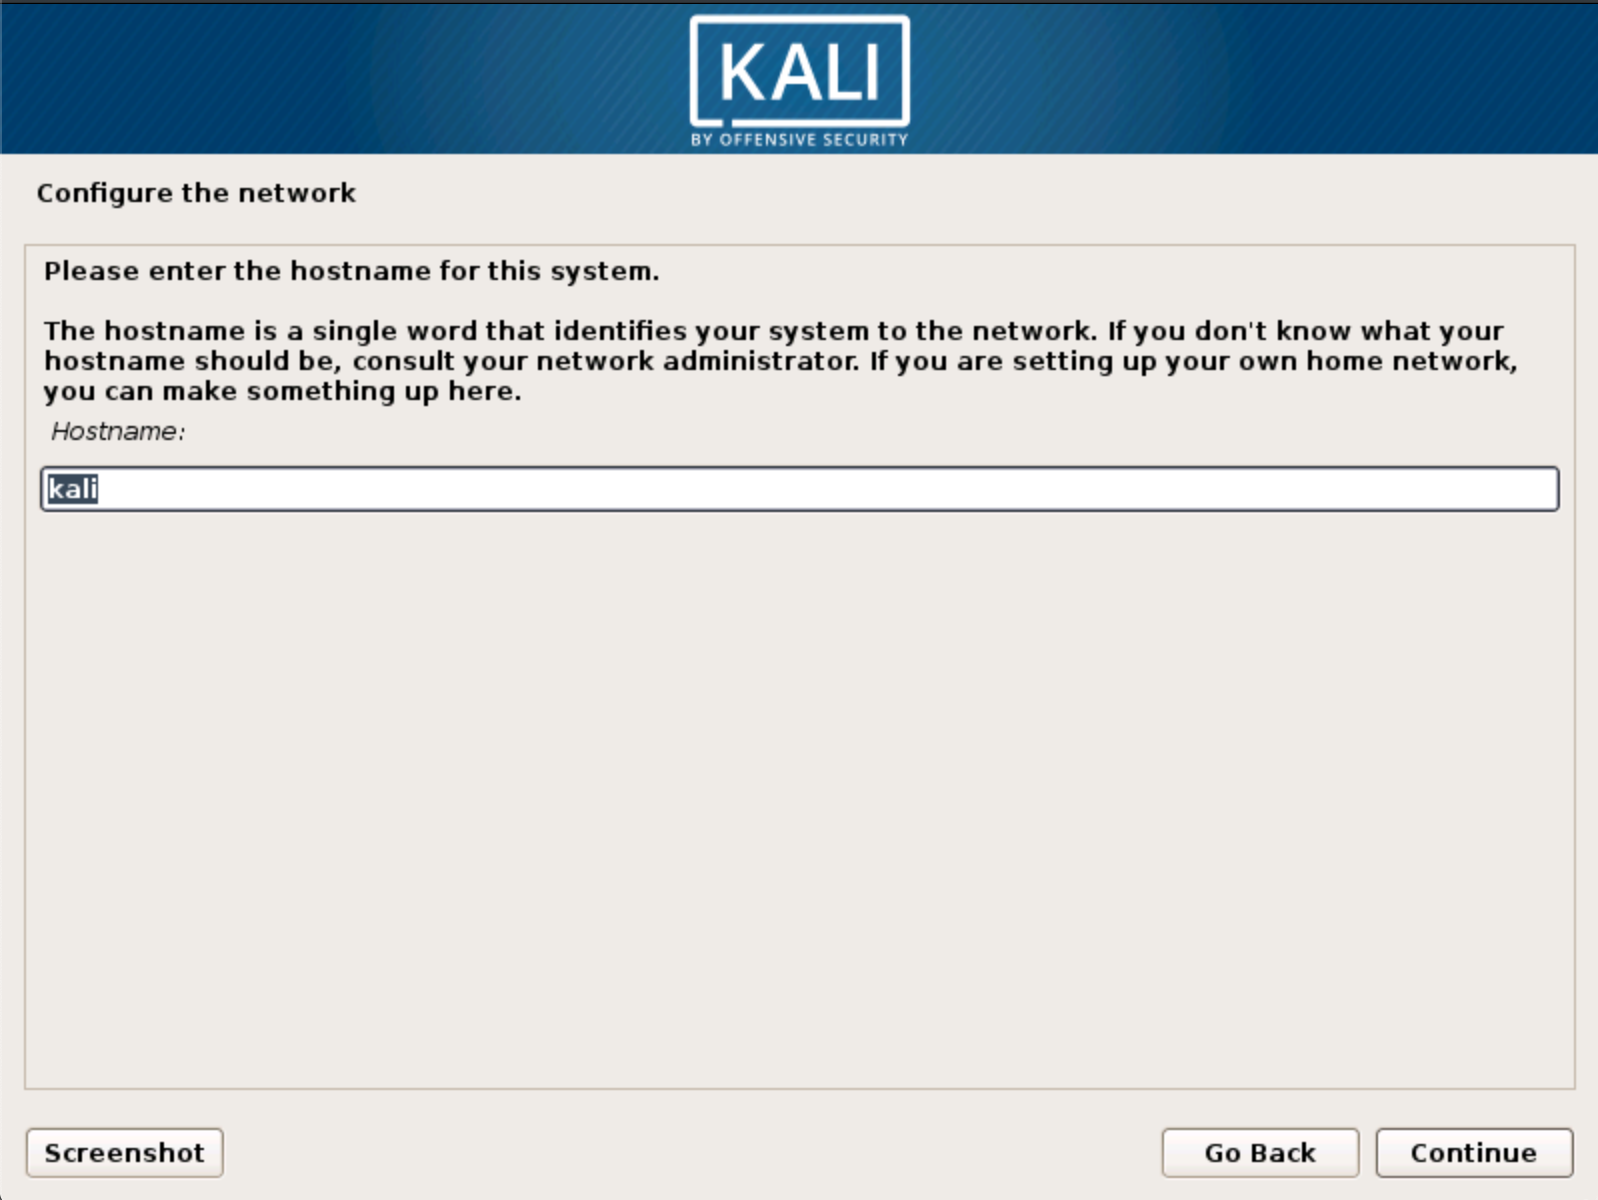 KALI
BY OFFENSIVE SECURITY
Configure the network
Please enter the hostname for this system.
The hostname is a single word that identifies your system to the network. If you don't know what your
hostname should be, consult your network administrator. If you are setting up your own home network,
you can make something up here.
Hostname:
kali
Screenshot
Go Back
Continue